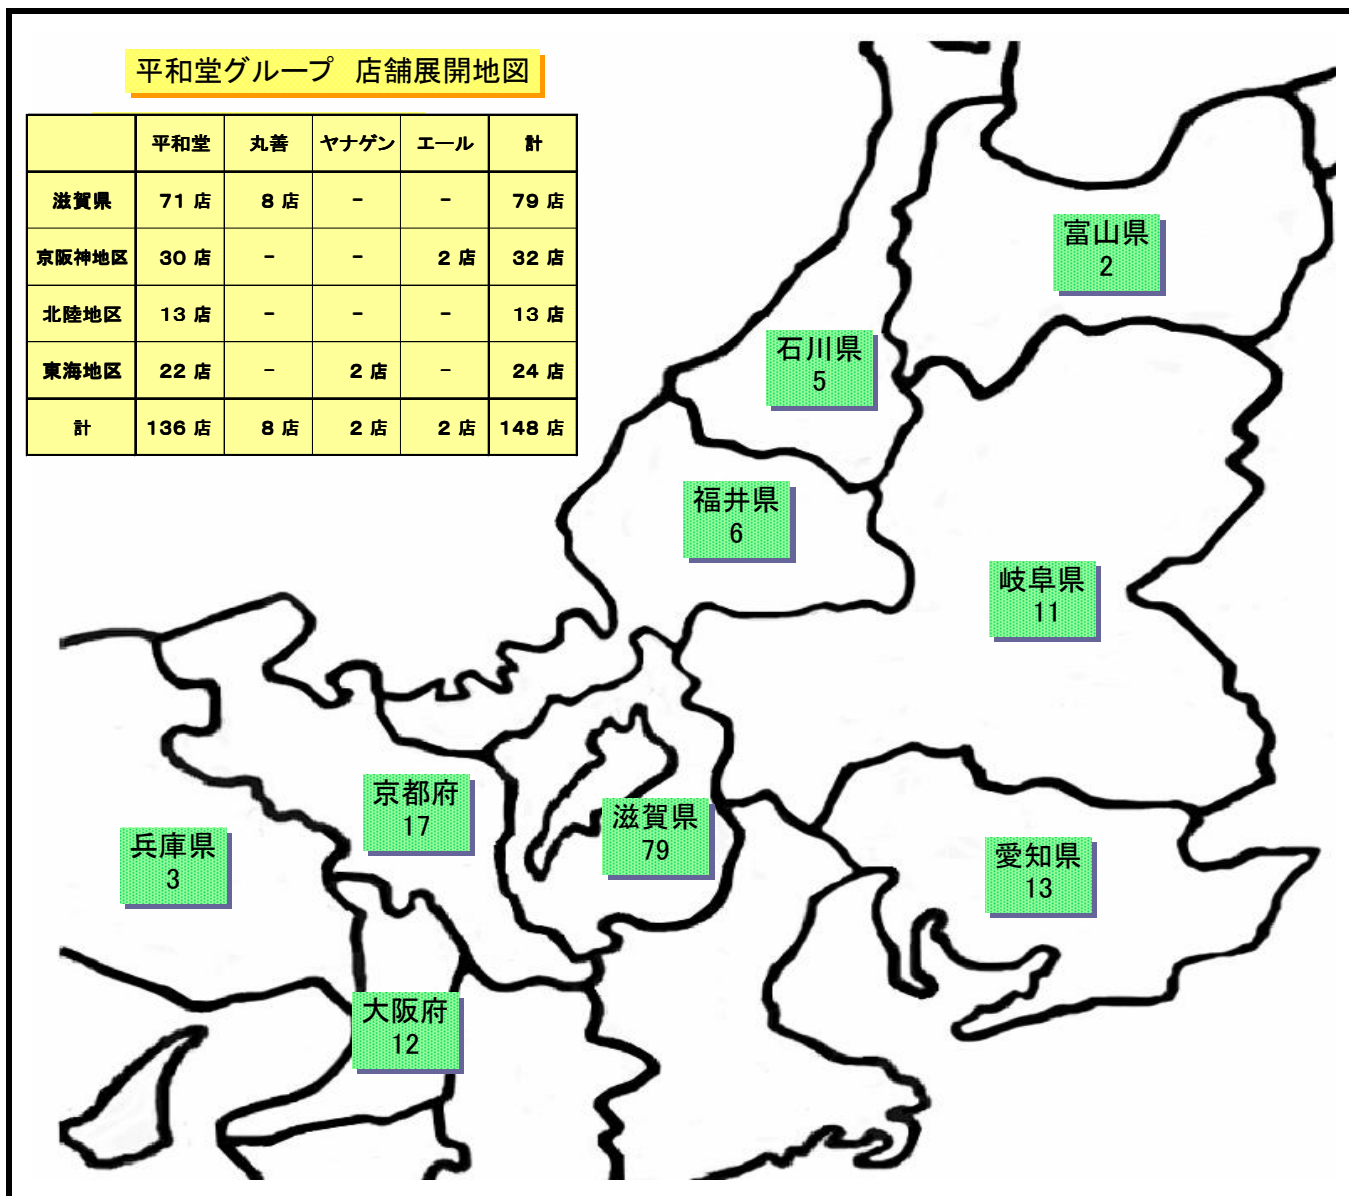 平和堂グループ 店舗展開地図
平和堂 丸善 ヤナゲン エール 計
滋賀県 71 店 8 店 - - 79 店
京阪神地区 30 店 - - 2 店 32 店
北陸地区 13 店 - - - 13 店
東海地区 22 店 - 2 店 - 24 店
計 136 店 8 店 2 店 2 店 148 店
富山県
2
石川県
5
福井県
6
岐阜県
11
京都府
17
滋賀県
79
兵庫県
3
愛知県
13
大阪府
12